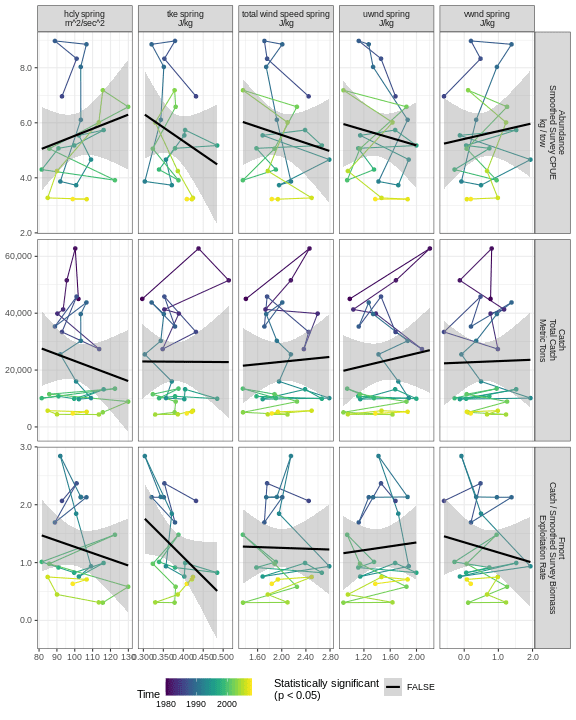 hcly spring
m^2/sec^2
tke spring
J/kg
total wind speed spring
J/kg
uwnd spring
J/kg
vwnd spring
J/kg
8.0
6.0
4.0
2.0
Abundance
Smoothed Survey CPUE
kg / tow
60,000
40,000
20,000
0
Catch
Total Catch
Metric Tons
3.0
2.0
1.0
0.0
Fmort
Catch / Smoothed Survey Biomass
Exploitation Rate
80 90 100 110 120 130
0.300 0.350 0.400 0.450 0.500
1.60 2.00 2.40 2.80
1.20 1.60 2.00
0.0 1.0 2.0
Time
1980 1990 2000
Statistically significant
(p < 0.05)
FALSE